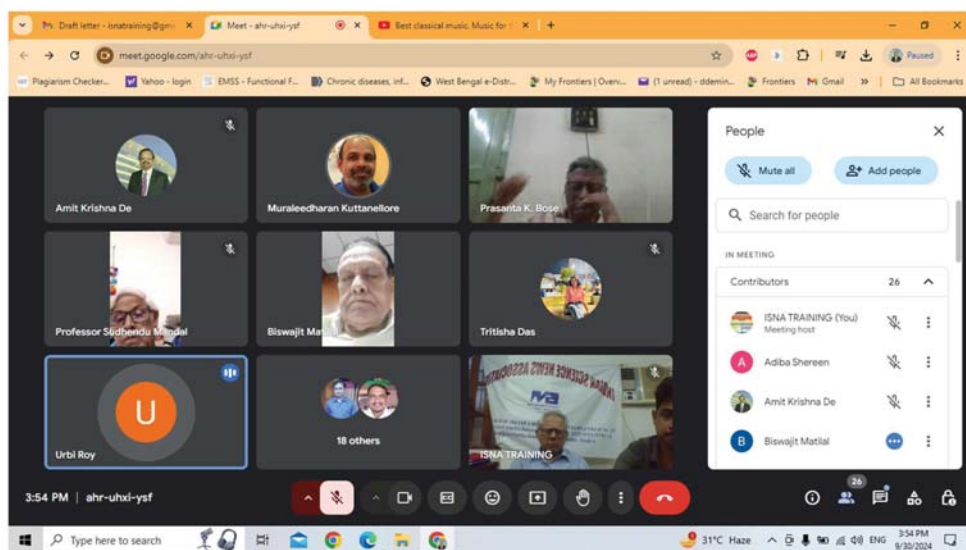 Draft letter - isnatraining@gm
Meet - ahr-uhxi-ysf
Best classical music. Music for
meet.google.com/ahr-uhxi-ysf
Paused
Plagiarism Checker...
Yahoo - login
EMSS - Functional F...
Chronic diseases, inf...
West Bengal e-Distr...
My Frontiers | Overv...
(1 unread) - ddemin...
Frontiers
Gmail
All Bookmarks
Amit Krishna De
Muraleedharan Kuttanellore
Prasanta K. Bose
Professor Sudhendu Mandal
Biswajit Ma
Tritisha Das
U
Urbi Roy
18 others
INDIAN SCIENCE NEWS ASSOCIATION
ISNA TRAINING
People
Mute all
Add people
Search for people
IN MEETING
Contributors 26
ISNA TRAINING (You)
Meeting host
A Adiba Shereen
Amit Krishna De
B Biswajit Matilal
3:54 PM | ahr-uhxi-ysf
26
Type here to search
31°C Haze
ENG
3:54 PM
9/30/2024